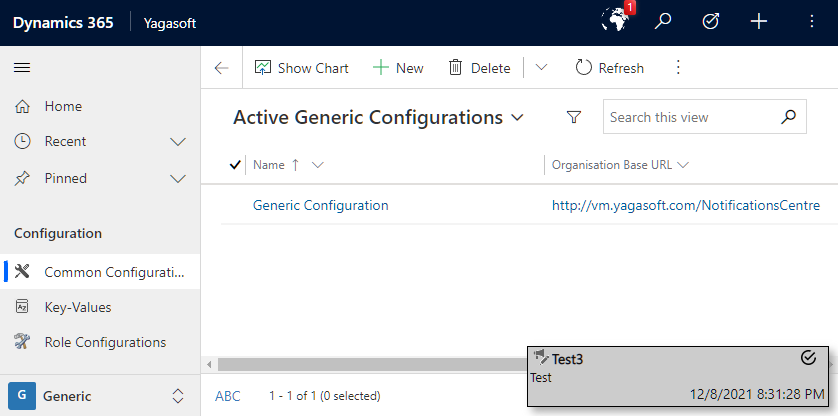 Dynamics 365 Yagasoft 1
Show Chart New Delete Refresh
Home
Recent
Pinned
Configuration
Common Configurati...
Key-Values
Role Configurations
G Generic
Active Generic Configurations Search this view
Name Organisation Base URL
Generic Configuration http://vm.yagasoft.com/NotificationsCentre
ABC 1 - 1 of 1 (0 selected)
Test3
Test
12/8/2021 8:31:28 PM